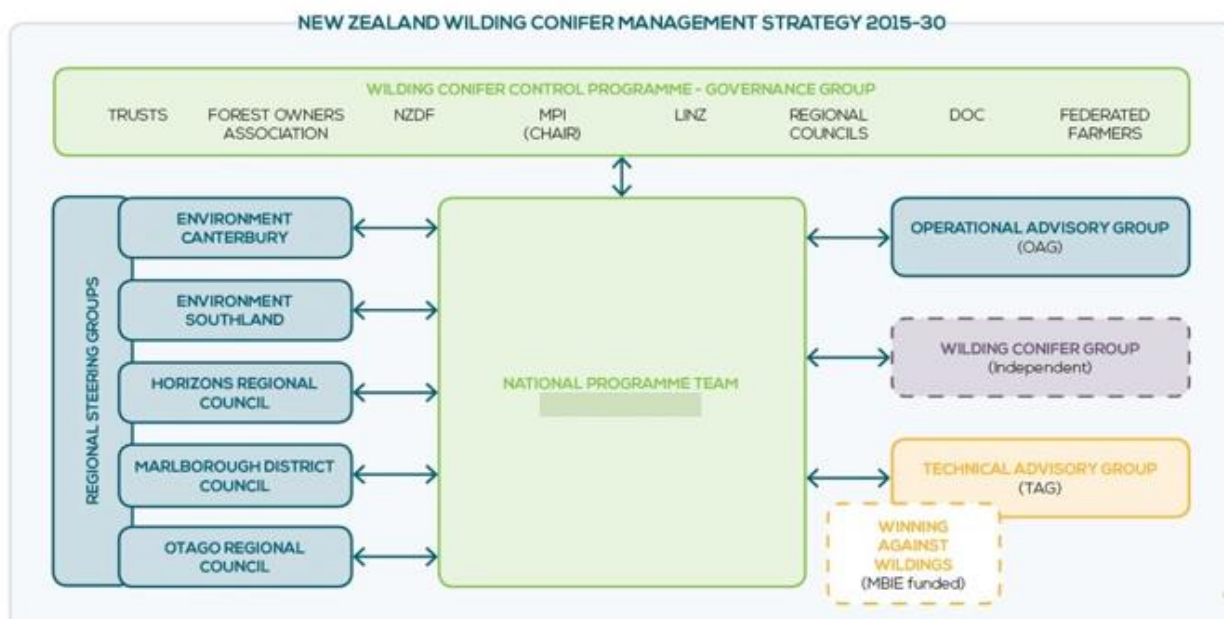 NEW ZEALAND WILDING CONIFER MANAGEMENT STRATEGY 2015-30
WILDING CONIFER CONTROL PROGRAMME - GOVERNANCE GROUP
TRUSTS
FOREST OWNERS
ASSOCIATION
NZDF
MPI
(CHAIR)
LINZ
REGIONAL
COUNCILS
DOC
FEDERATED
FARMERS
REGIONAL STEERING GROUPS
ENVIRONMENT
CANTERBURY
ENVIRONMENT
SOUTHLAND
HORIZONS REGIONAL
COUNCIL
MARLBOROUGH DISTRICT
COUNCIL
OTAGO REGIONAL
COUNCIL
NATIONAL PROGRAMME TEAM
OPERATIONAL ADVISORY GROUP
(OAG)
WILDING CONIFER GROUP
(Independent)
TECHNICAL ADVISORY GROUP
(TAG)
WINNING
AGAINST
WILDINGS
(MBIE funded)